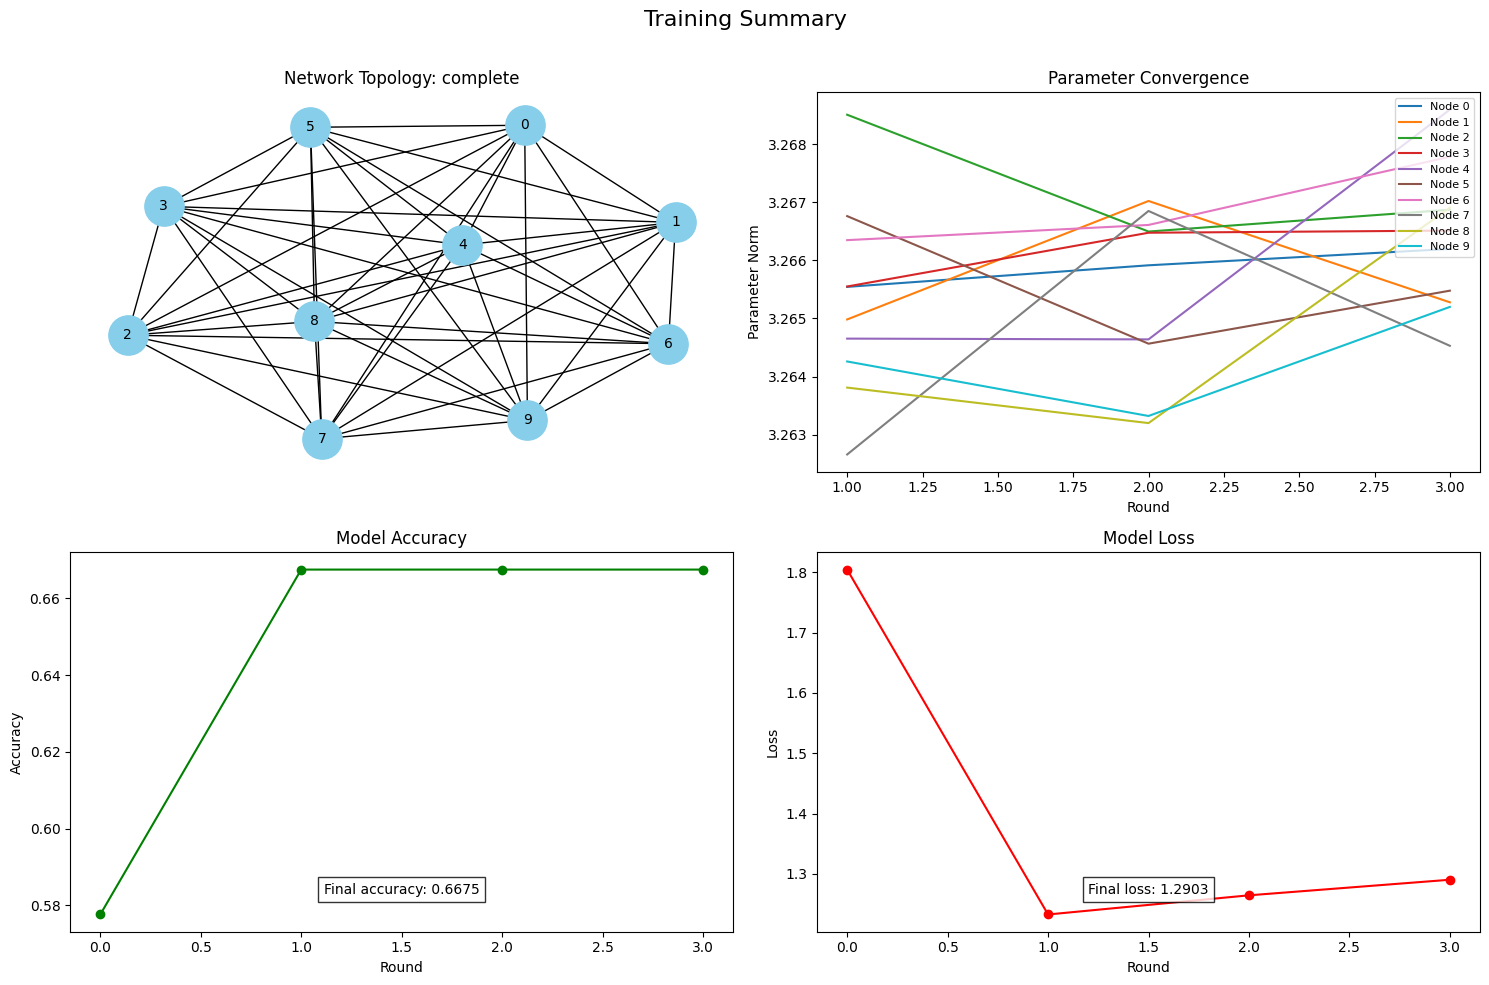 Training Summary
Network Topology: complete
5
0
3
1
4
8
2
6
9
7
Parameter Convergence
Parameter Norm
3.268
3.267
3.266
3.265
3.264
3.263
Node 0
Node 1
Node 2
Node 3
Node 4
Node 5
Node 6
Node 7
Node 8
Node 9
1.00 1.25 1.50 1.75 2.00 2.25 2.50 2.75 3.00
Round
Model Accuracy
Accuracy
0.66
0.64
0.62
0.60
0.58
Final accuracy: 0.6675
0.0 0.5 1.0 1.5 2.0 2.5 3.0
Round
Model Loss
Loss
1.8
1.7
1.6
1.5
1.4
1.3
Final loss: 1.2903
0.0 0.5 1.0 1.5 2.0 2.5 3.0
Round